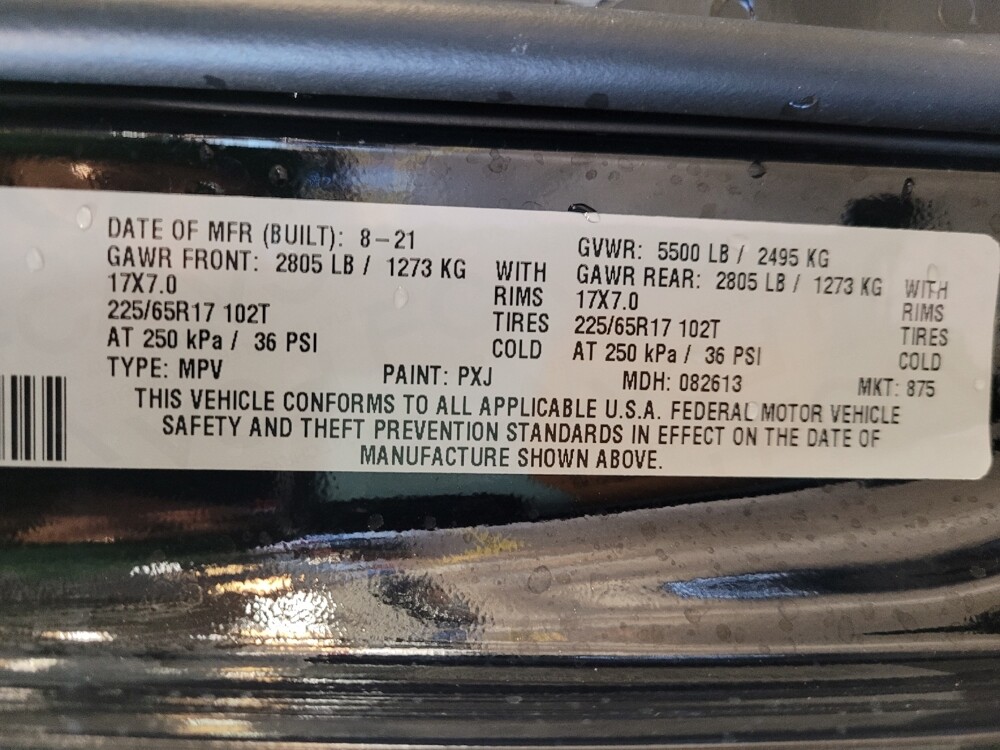 DATE OF MFR (BUILT): 8-21 GVWR: 5500 LB / 2495 KG
GAWR FRONT: 2805 LB / 1273 KG WITH GAWR REAR: 2805 LB / 1273 KG WITH
17X7.0 RIMS 17X7.0 RIMS
225/65R17 102T TIRES 225/65R17 102T TIRES
AT 250 kPa / 36 PSI COLD AT 250 kPa / 36 PSI COLD
TYPE: MPV PAINT: PXJ MDH: 082613 MKT: 875
THIS VEHICLE CONFORMS TO ALL APPLICABLE U.S.A. FEDERAL MOTOR VEHICLE
SAFETY AND THEFT PREVENTION STANDARDS IN EFFECT ON THE DATE OF
MANUFACTURE SHOWN ABOVE.